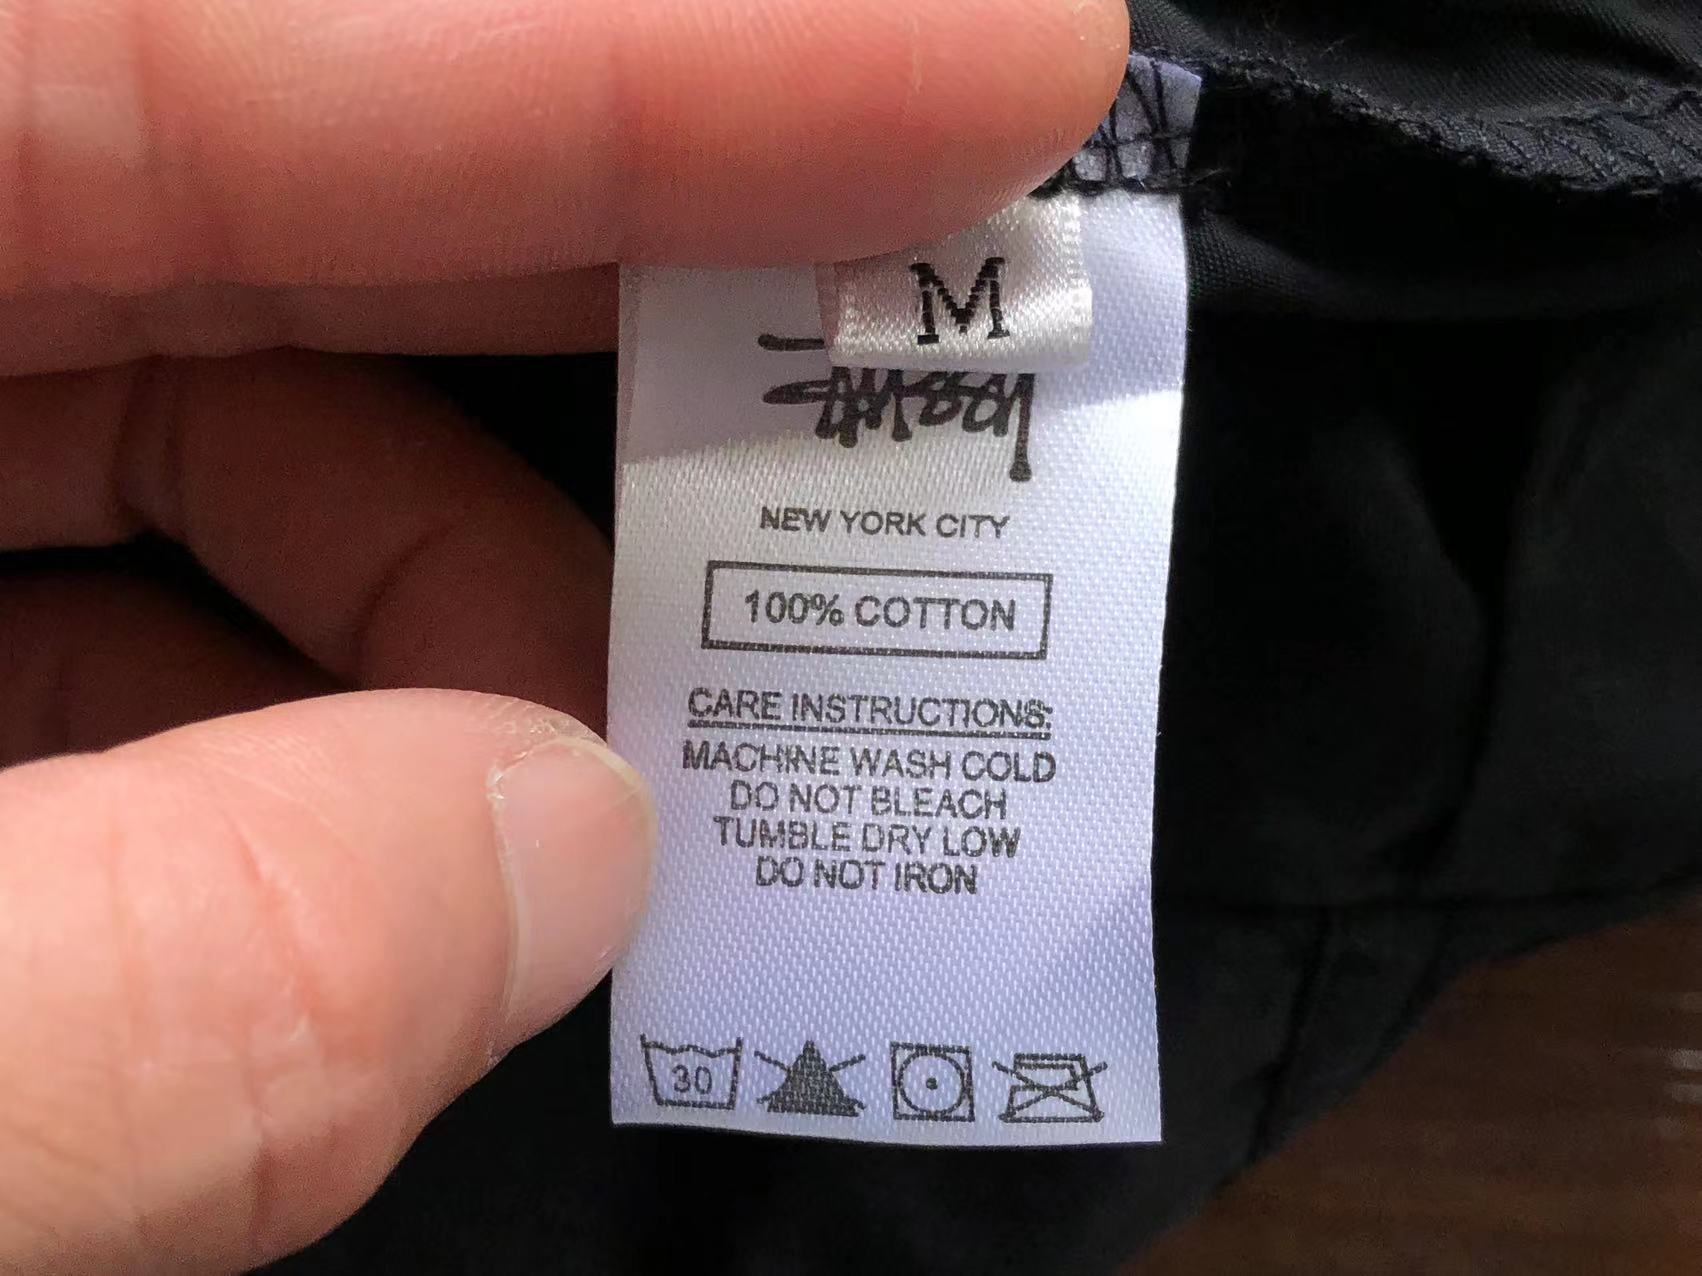 M
Stüssy
NEW YORK CITY
100% COTTON
CARE INSTRUCTIONS:
MACHINE WASH COLD
DO NOT BLEACH
TUMBLE DRY LOW
DO NOT IRON
30